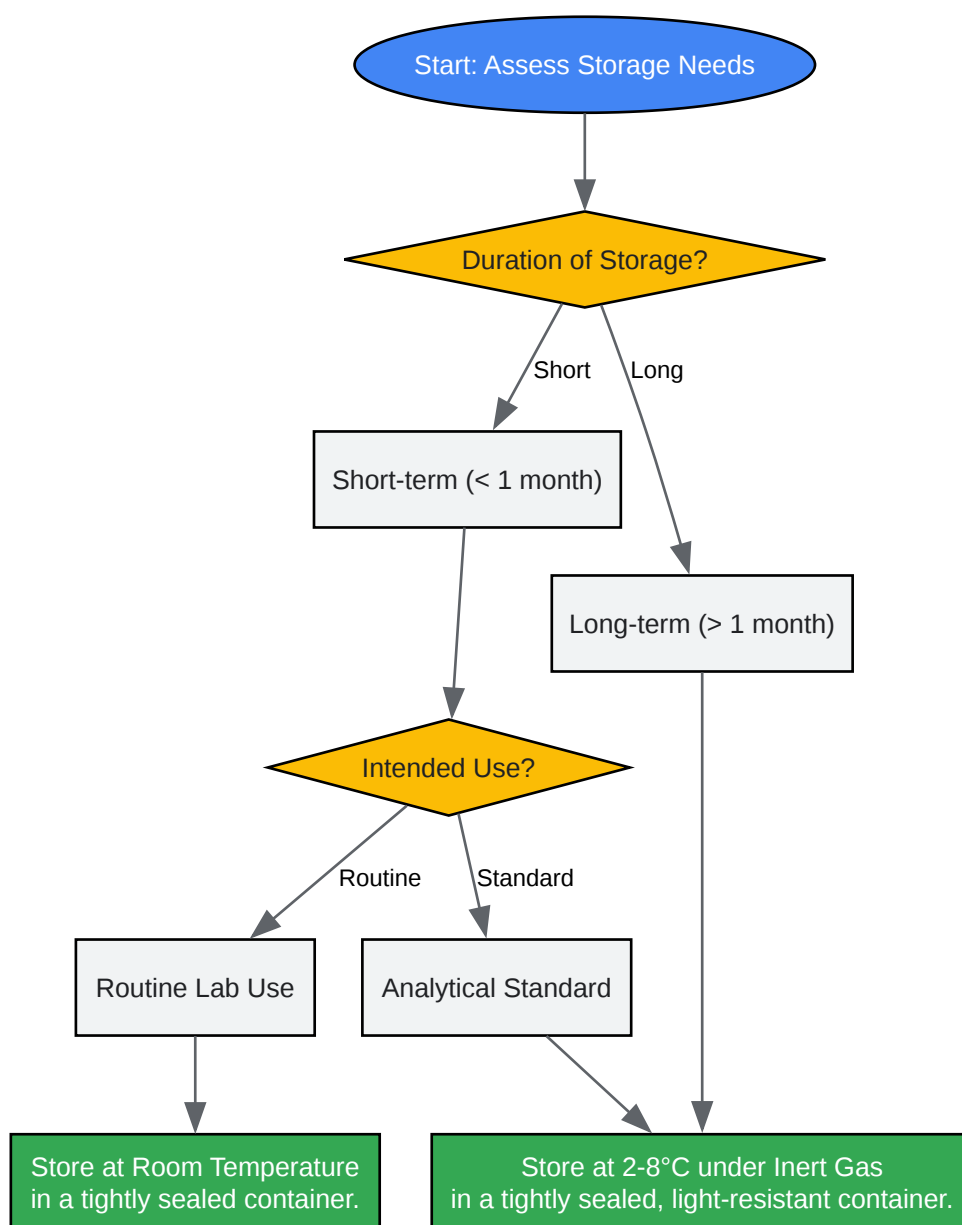 Start: Assess Storage Needs
Duration of Storage?
Short
Long
Short-term (< 1 month)
Long-term (> 1 month)
Intended Use?
Routine
Standard
Routine Lab Use
Analytical Standard
Store at Room Temperature
in a tightly sealed container.
Store at 2-8°C under Inert Gas
in a tightly sealed, light-resistant container.